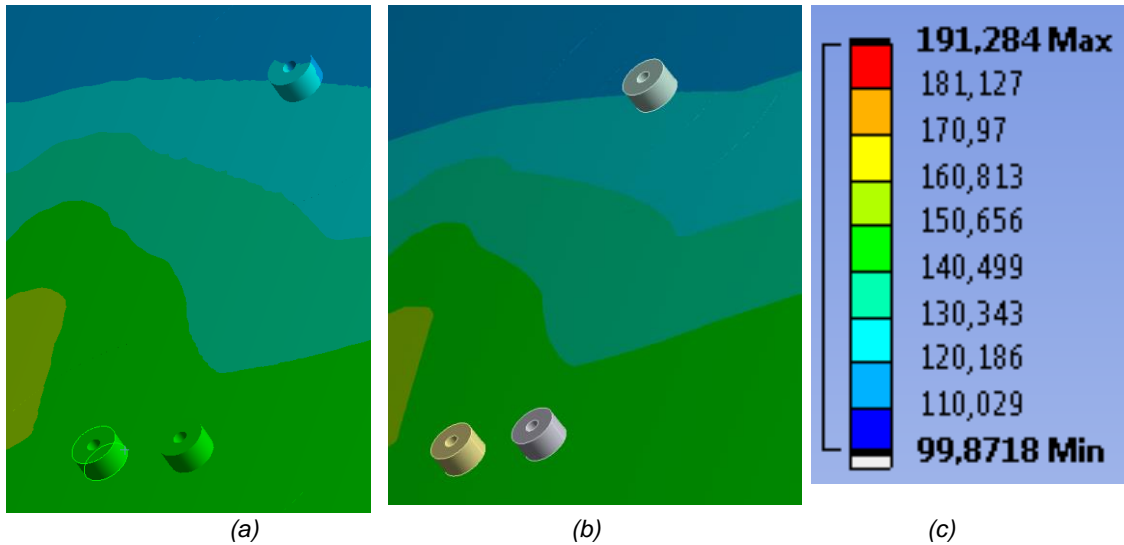 191,284 Max
181,127
170,97
160,813
150,656
140,499
130,343
120,186
110,029
99,8718 Min
(a)
(b)
(c)